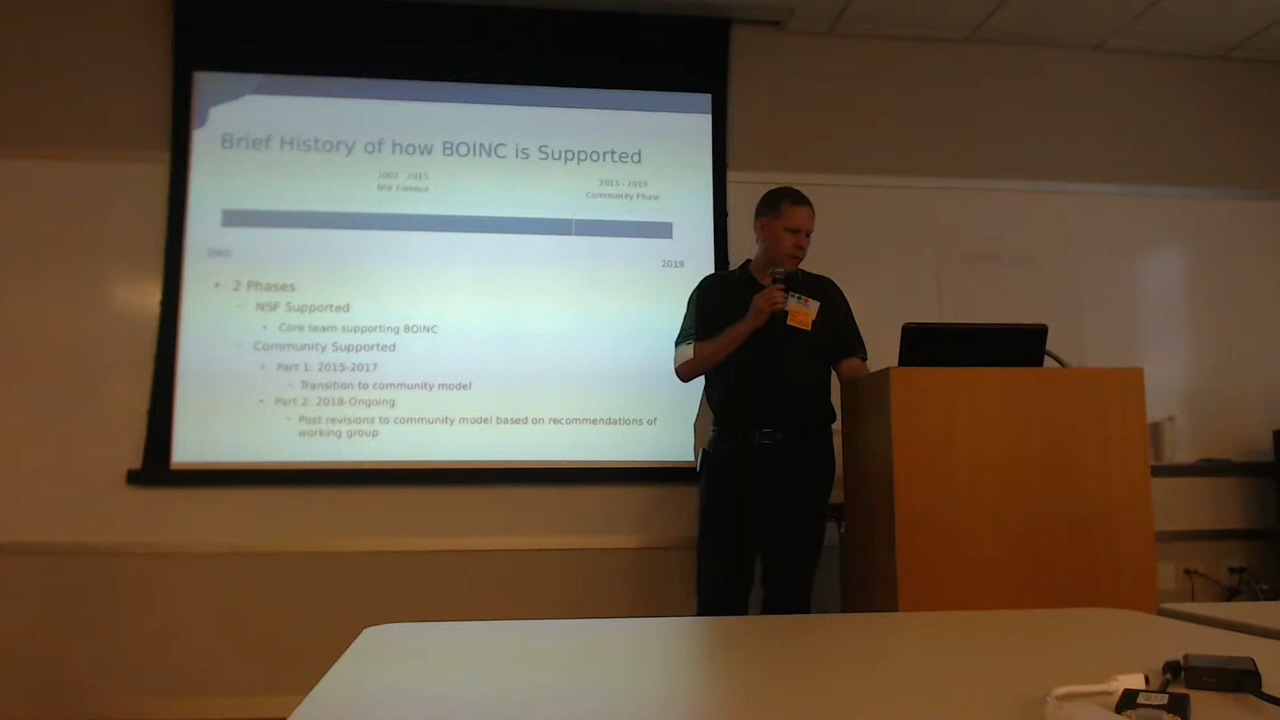 Brief History of how BOINC is Supported
2002 - 2015
NSF Funded
2015 - 2019
Community Phase
2019
• 2 Phases
– NSF Supported
• Core team supporting BOINC
– Community Supported
• Part 1: 2015-2017
– Transition to community model
• Part 2: 2018-Ongoing
– Post revisions to community model based on recommendations of
working group